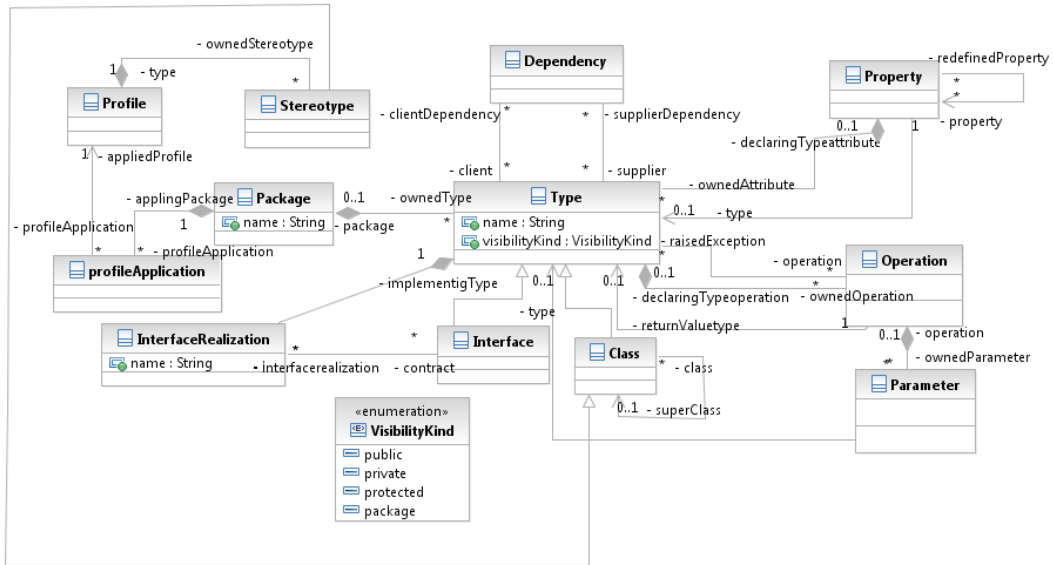 - ownedStereotype
1
- type
*
Profile
Stereotype
Dependency
*
*
- clientDependency
- supplierDependency
*
*
- client
- supplier
Property
- redefinedProperty
*
*
- property
0..1
1
- declaringTypeattribute
- ownedAttribute
*
0..1
- type
1
- appliedProfile
- profileApplication
*
- applingPackage
1
*
- profileApplication
profileApplication
Package
name : String
0..1
- ownedType
- package
*
Type
name : String
visibilityKind : VisibilityKind
- raisedException
*
- operation
*
Operation
0..1
- declaringTypeoperation
*
- ownedOperation
1
- implementigType
0..1
0..1
- type
- returnValuetype
1
0..1
- operation
- ownedParameter
*
Parameter
InterfaceRealization
name : String
*
- interfacerealization
*
- contract
Interface
Class
*
- class
0..1
- superClass
«enumeration»
VisibilityKind
public
private
protected
package